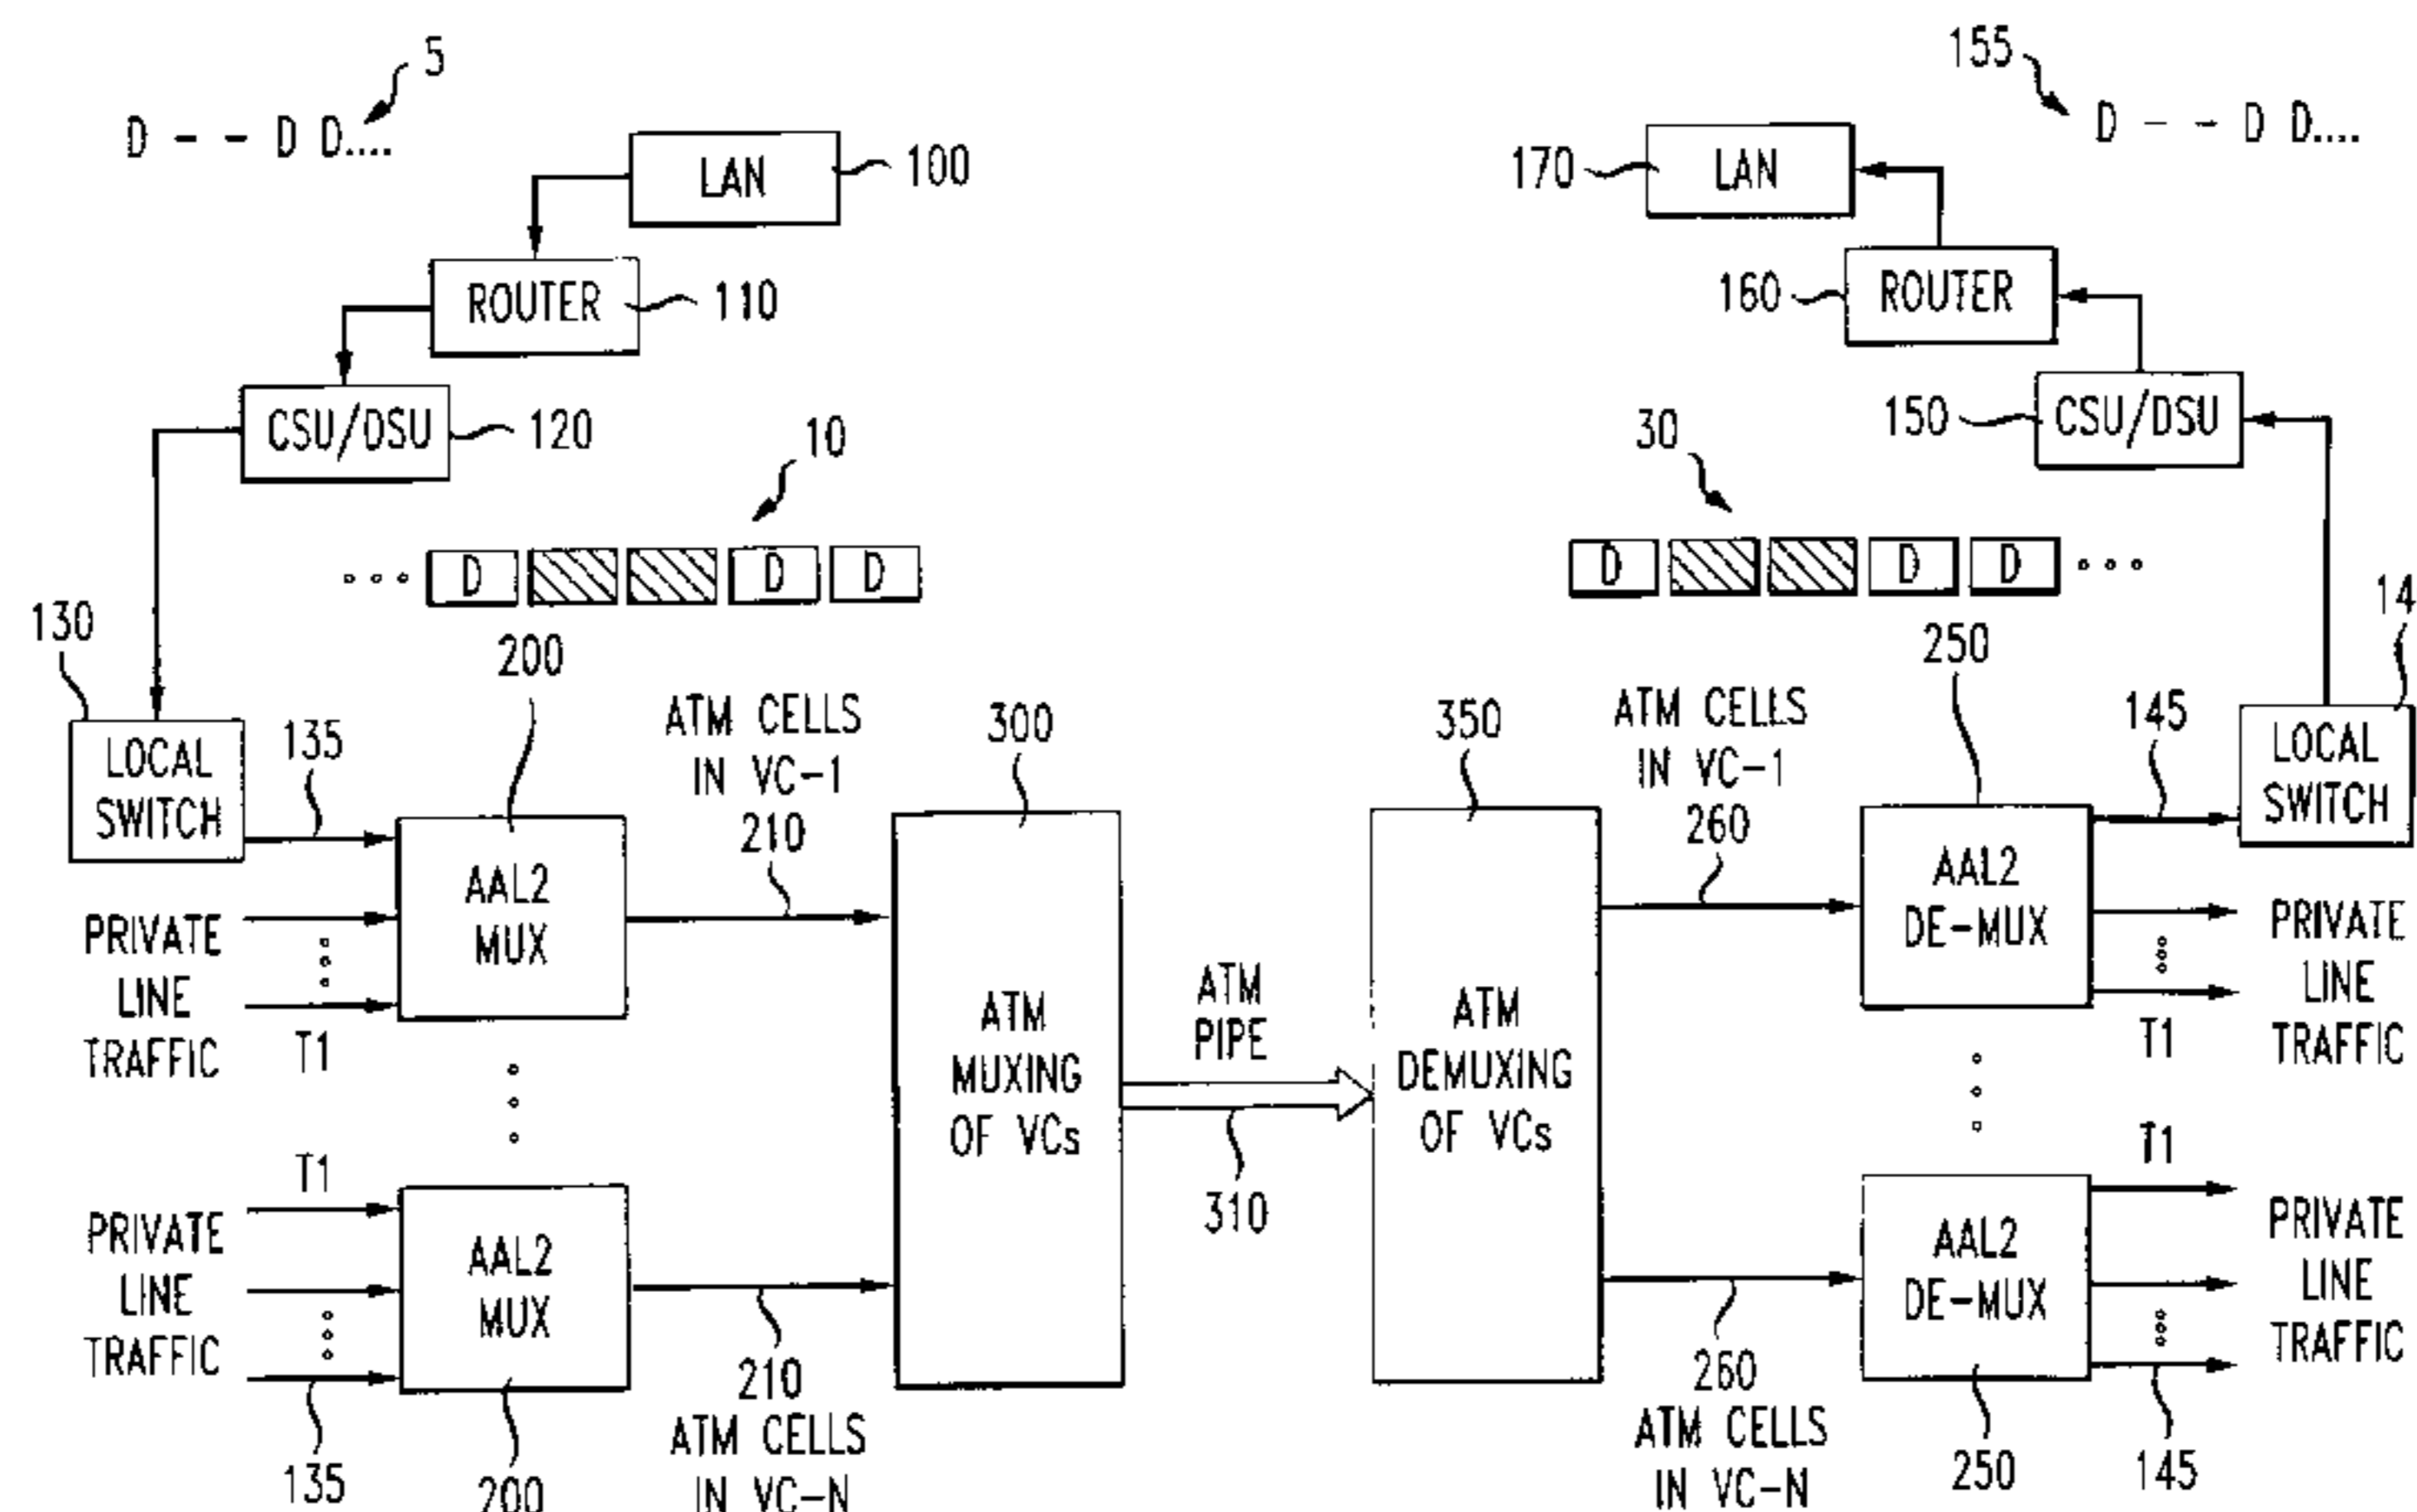 5
D - - D D....
LAN
100
ROUTER
110
CSU/DSU
120
10
D D D
130
LOCAL
SWITCH
135
200
AAL2
MUX
ATM CELLS
IN VC-1
210
300
ATM
MUXING
OF VCs
PRIVATE
LINE
TRAFFIC
T1
T1
PRIVATE
LINE
TRAFFIC
135
AAL2
MUX
200
210
ATM CELLS
IN VC-N
ATM
PIPE
310
155
D - - D D....
170
LAN
160
ROUTER
150
CSU/DSU
30
D D D
350
ATM
DEMUXING
OF VCs
ATM CELLS
IN VC-1
260
250
AAL2
DE-MUX
145
14
LOCAL
SWITCH
PRIVATE
LINE
TRAFFIC
T1
T1
PRIVATE
LINE
TRAFFIC
AAL2
DE-MUX
260
ATM CELLS
IN VC-N
250
145